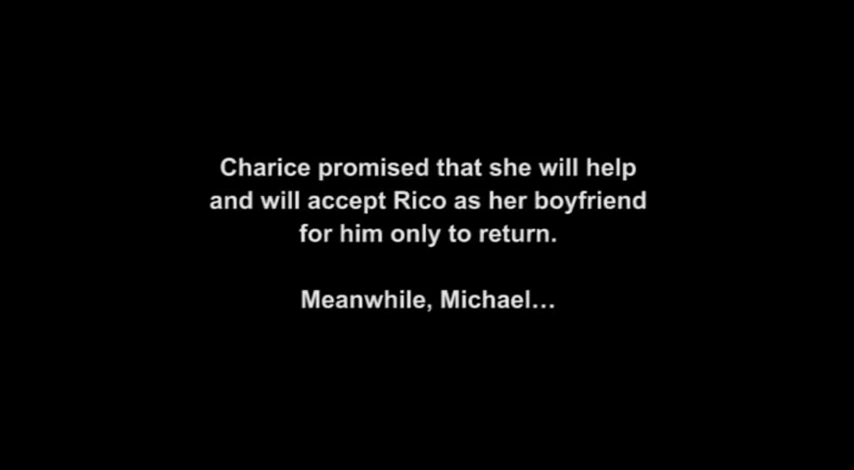 Charice promised that she will help
and will accept Rico as her boyfriend
for him only to return.
Meanwhile, Michael…